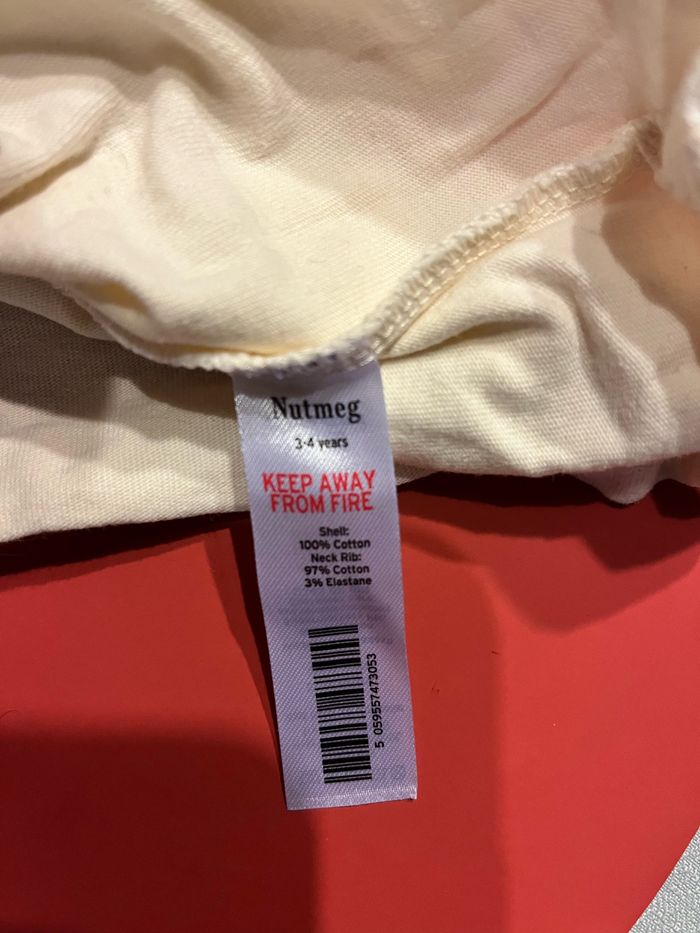 Nutmeg
3-4 years
KEEP AWAY
FROM FIRE
Shell:
100% Cotton
Neck Rib:
97% Cotton
3% Elastane
5 059557473053